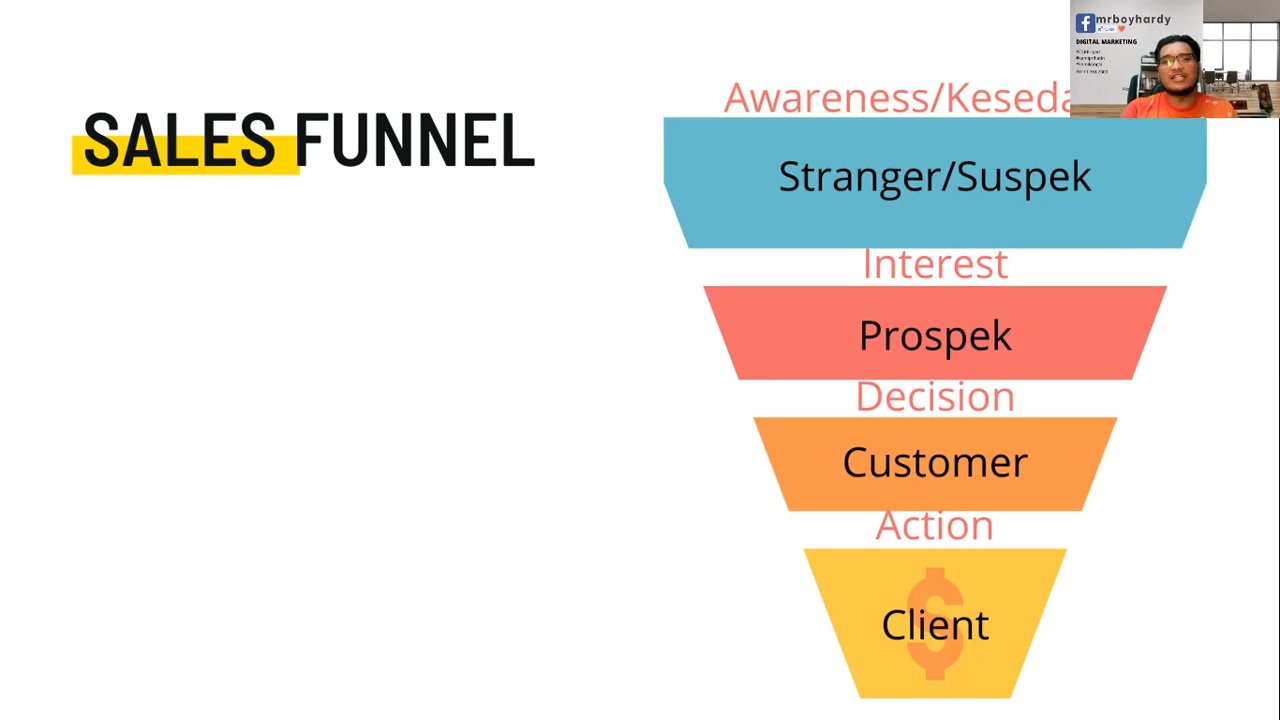 mrboyhardy
DIGITAL MARKETING
SALES FUNNEL
Awareness/Keseda
Stranger/Suspek
Interest
Prospek
Decision
Customer
Action
$
Client